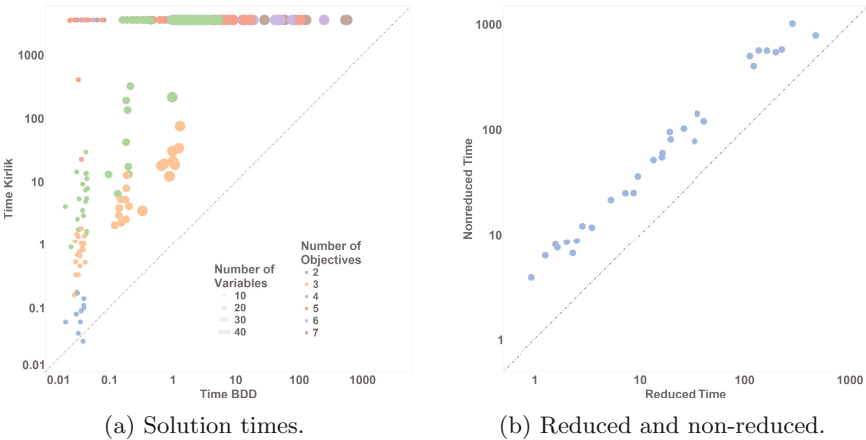 Time Kirlik
1000
100
10
1
0.1
0.01
0.01 0.1 1 10 100 1000
Time BDD
Number of
Variables
10
20
30
40
Number of
Objectives
2
3
4
5
6
7
(a) Solution times.
Nonreduced Time
1000
100
10
1
1 10 100 1000
Reduced Time
(b) Reduced and non-reduced.